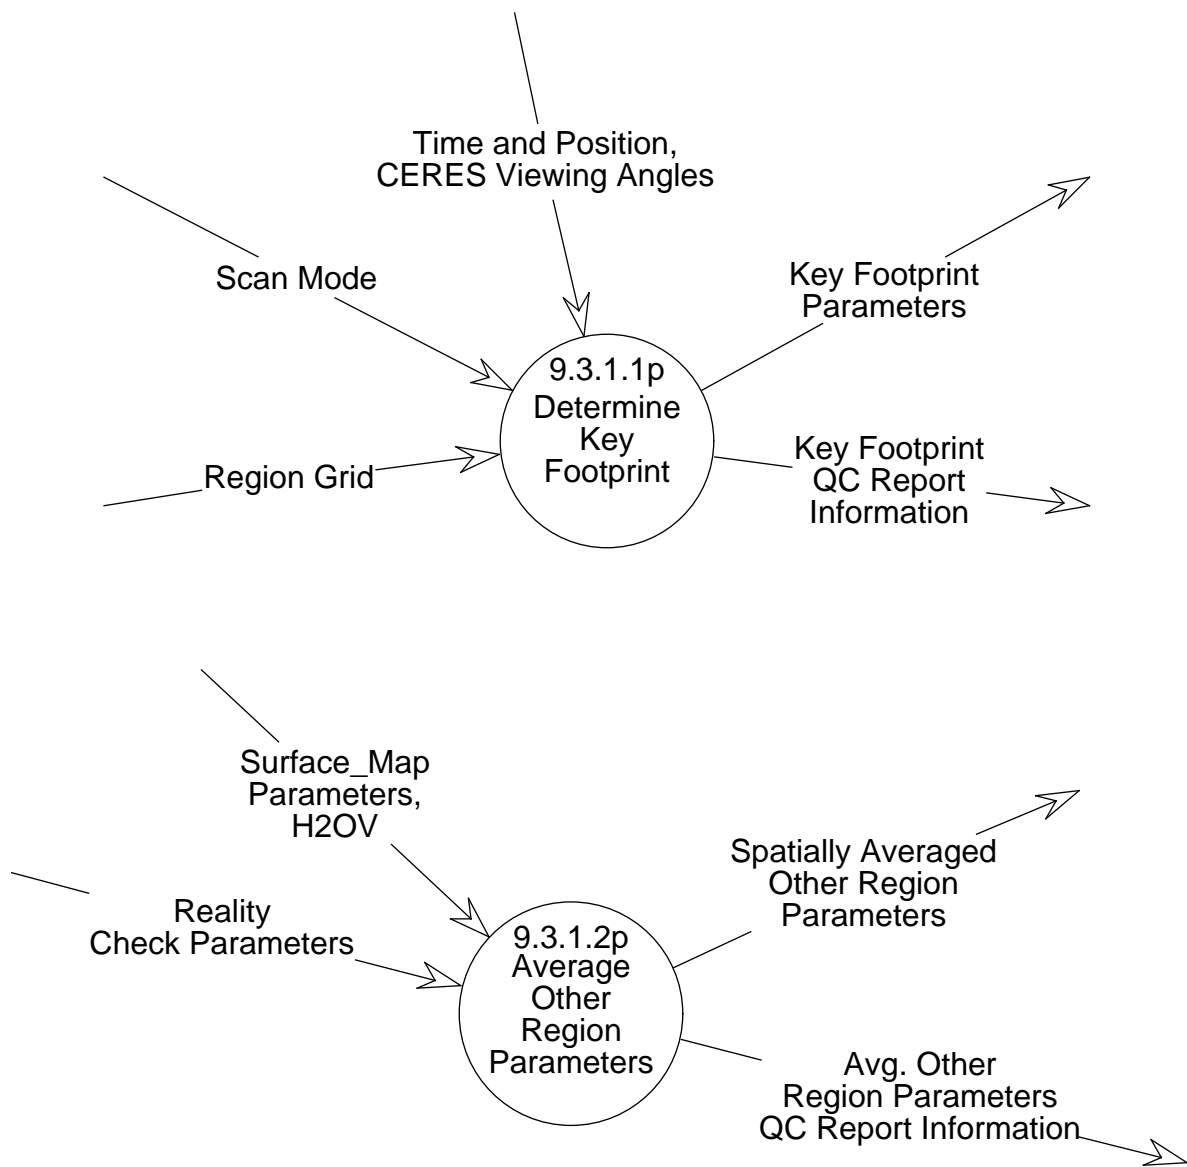 Time and Position,
CERES Viewing Angles
Scan Mode
Key Footprint
Parameters
9.3.1.1p
Determine
Key
Footprint
Region Grid
Key Footprint
QC Report
Information
Surface_Map
Parameters,
H2OV
Reality
Check Parameters
Spatially Averaged
Other Region
Parameters
9.3.1.2p
Average
Other
Region
Parameters
Avg. Other
Region Parameters
QC Report Information